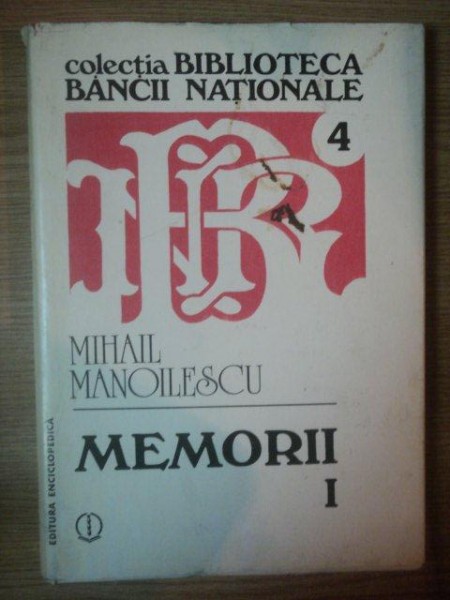 colecția BIBLIOTECA
BĂNCII NAȚIONALE
4
MIHAIL
MANOILESCU
MEMORII
I
EDITURA ENCICLOPEDICĂ